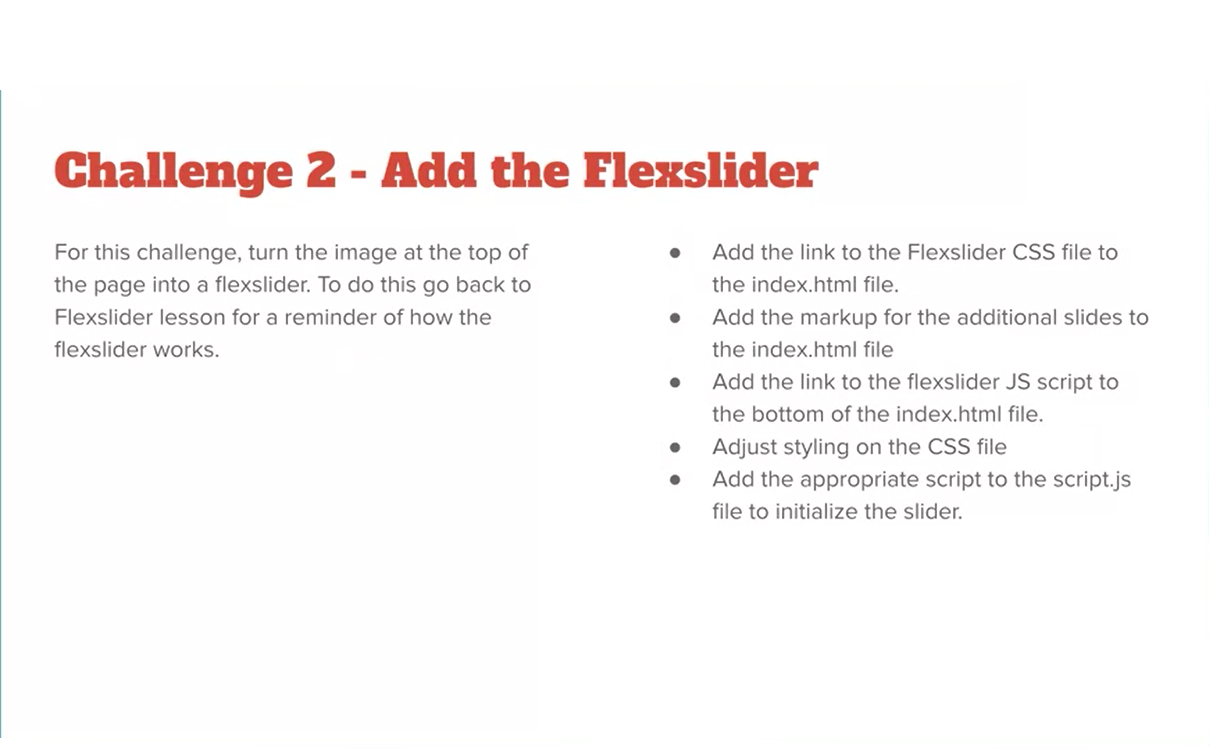 Challenge 2 - Add the Flexslider
For this challenge, turn the image at the top of
the page into a flexslider. To do this go back to
Flexslider lesson for a reminder of how the
flexslider works.
● Add the link to the Flexslider CSS file to
the index.html file.
● Add the markup for the additional slides to
the index.html file
● Add the link to the flexslider JS script to
the bottom of the index.html file.
● Adjust styling on the CSS file
● Add the appropriate script to the script.js
file to initialize the slider.